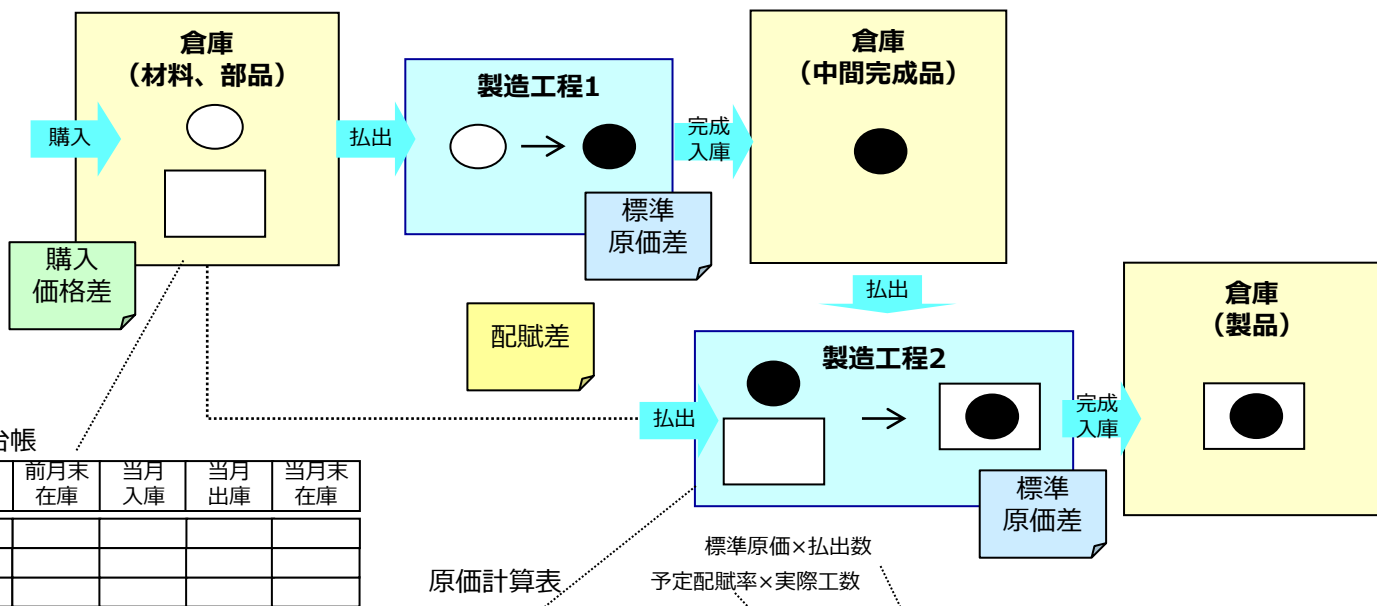 倉庫
（材料、部品）
購入
購入
価格差
払出
製造工程1
標準
原価差
完成
入庫
倉庫
（中間完成品）
払出
配賦差
払出
製造工程2
標準
原価差
完成
入庫
倉庫
（製品）
台帳
前月末
在庫
当月
入庫
当月
出庫
当月末
在庫
原価計算表
標準原価×払出数
予定配賦率×実際工数